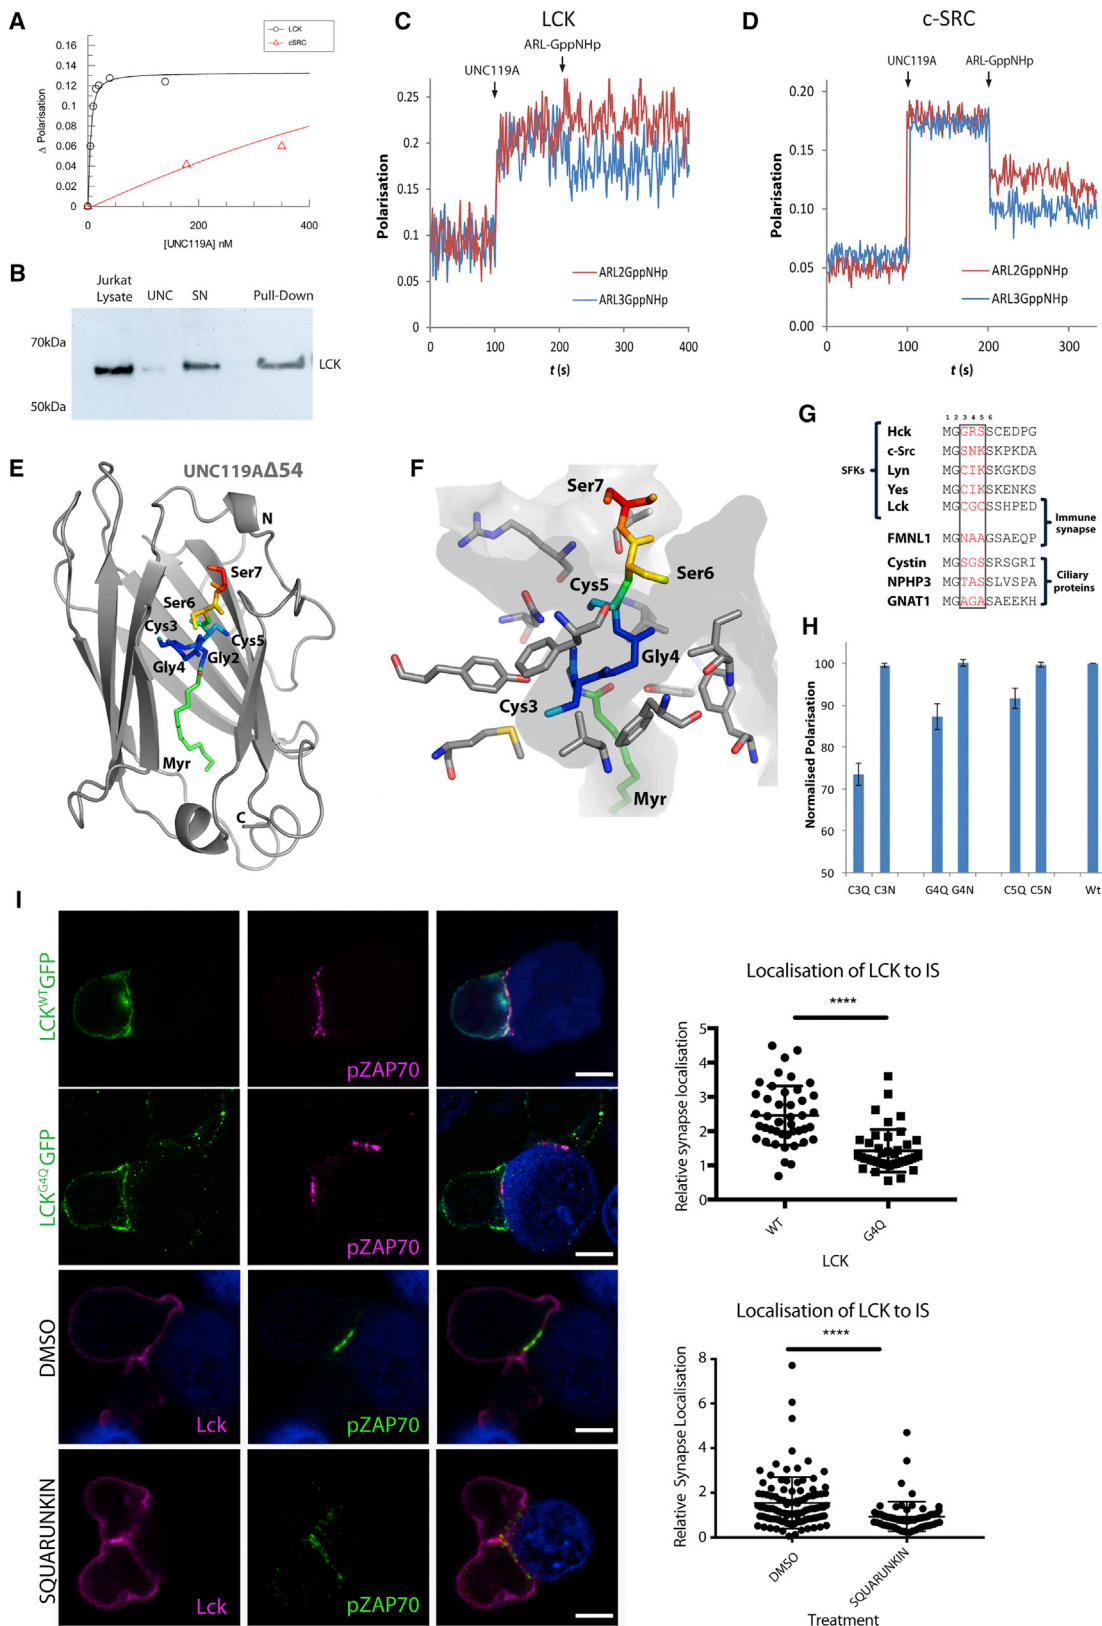 A
LCK
cSRC
0.16
0.14
0.12
0.1
0.08
0.06
0.04
0.02
0
Δ Polarisation
0
200
400
[UNC119A] nM
B
Jurkat
Lysate
UNC
SN
Pull-Down
70kDa
50kDa
LCK
C
LCK
ARL-GppNHp
UNC119A
0.25
0.2
0.15
0.1
0.05
0
Polarisation
ARL2GppNHp
ARL3GppNHp
0 100 200 300 400
t (s)
D
c-SRC
UNC119A
ARL-GppNHp
0.20
0.15
0.10
0.05
0.00
Polarisation
ARL2GppNHp
ARL3GppNHp
0 100 200 300
t (s)
E
UNC119AΔ54
N
Ser7
Ser6
Cys3
Cys5
Gly4
Gly2
Myr
C
F
Ser7
Ser6
Cys5
Gly4
Cys3
Myr
G
1 2 3 4 5 6
SFKs
Hck MGGRSSCEDPG
c-Src MGSNKSKPKDA
Lyn MGCIKSKGKDS
Yes MGCIKSKENKS
Lck MGCGCSSHPED
FMNL1 MGNAAGSAEQP
Immune
synapse
Cystin MGSGSSRSGRI
NPHP3 MGTASSLVSPA
GNAT1 MGAGASAEEKH
Ciliary
proteins
H
100
90
80
70
60
50
Normalised Polarisation
C3Q C3N G4Q G4N C5Q C5N Wt
I
LCKWTGFP
pZAP70
LCKG4QGFP
pZAP70
DMSO
Lck
pZAP70
SQUARUNKIN
Lck
pZAP70
Localisation of LCK to IS
****
5
4
3
2
1
0
Relative synapse localisation
WT
G4Q
LCK
Localisation of LCK to IS
****
8
6
4
2
0
Relative Synapse Localisation
DMSO
SQUARUNKIN
Treatment